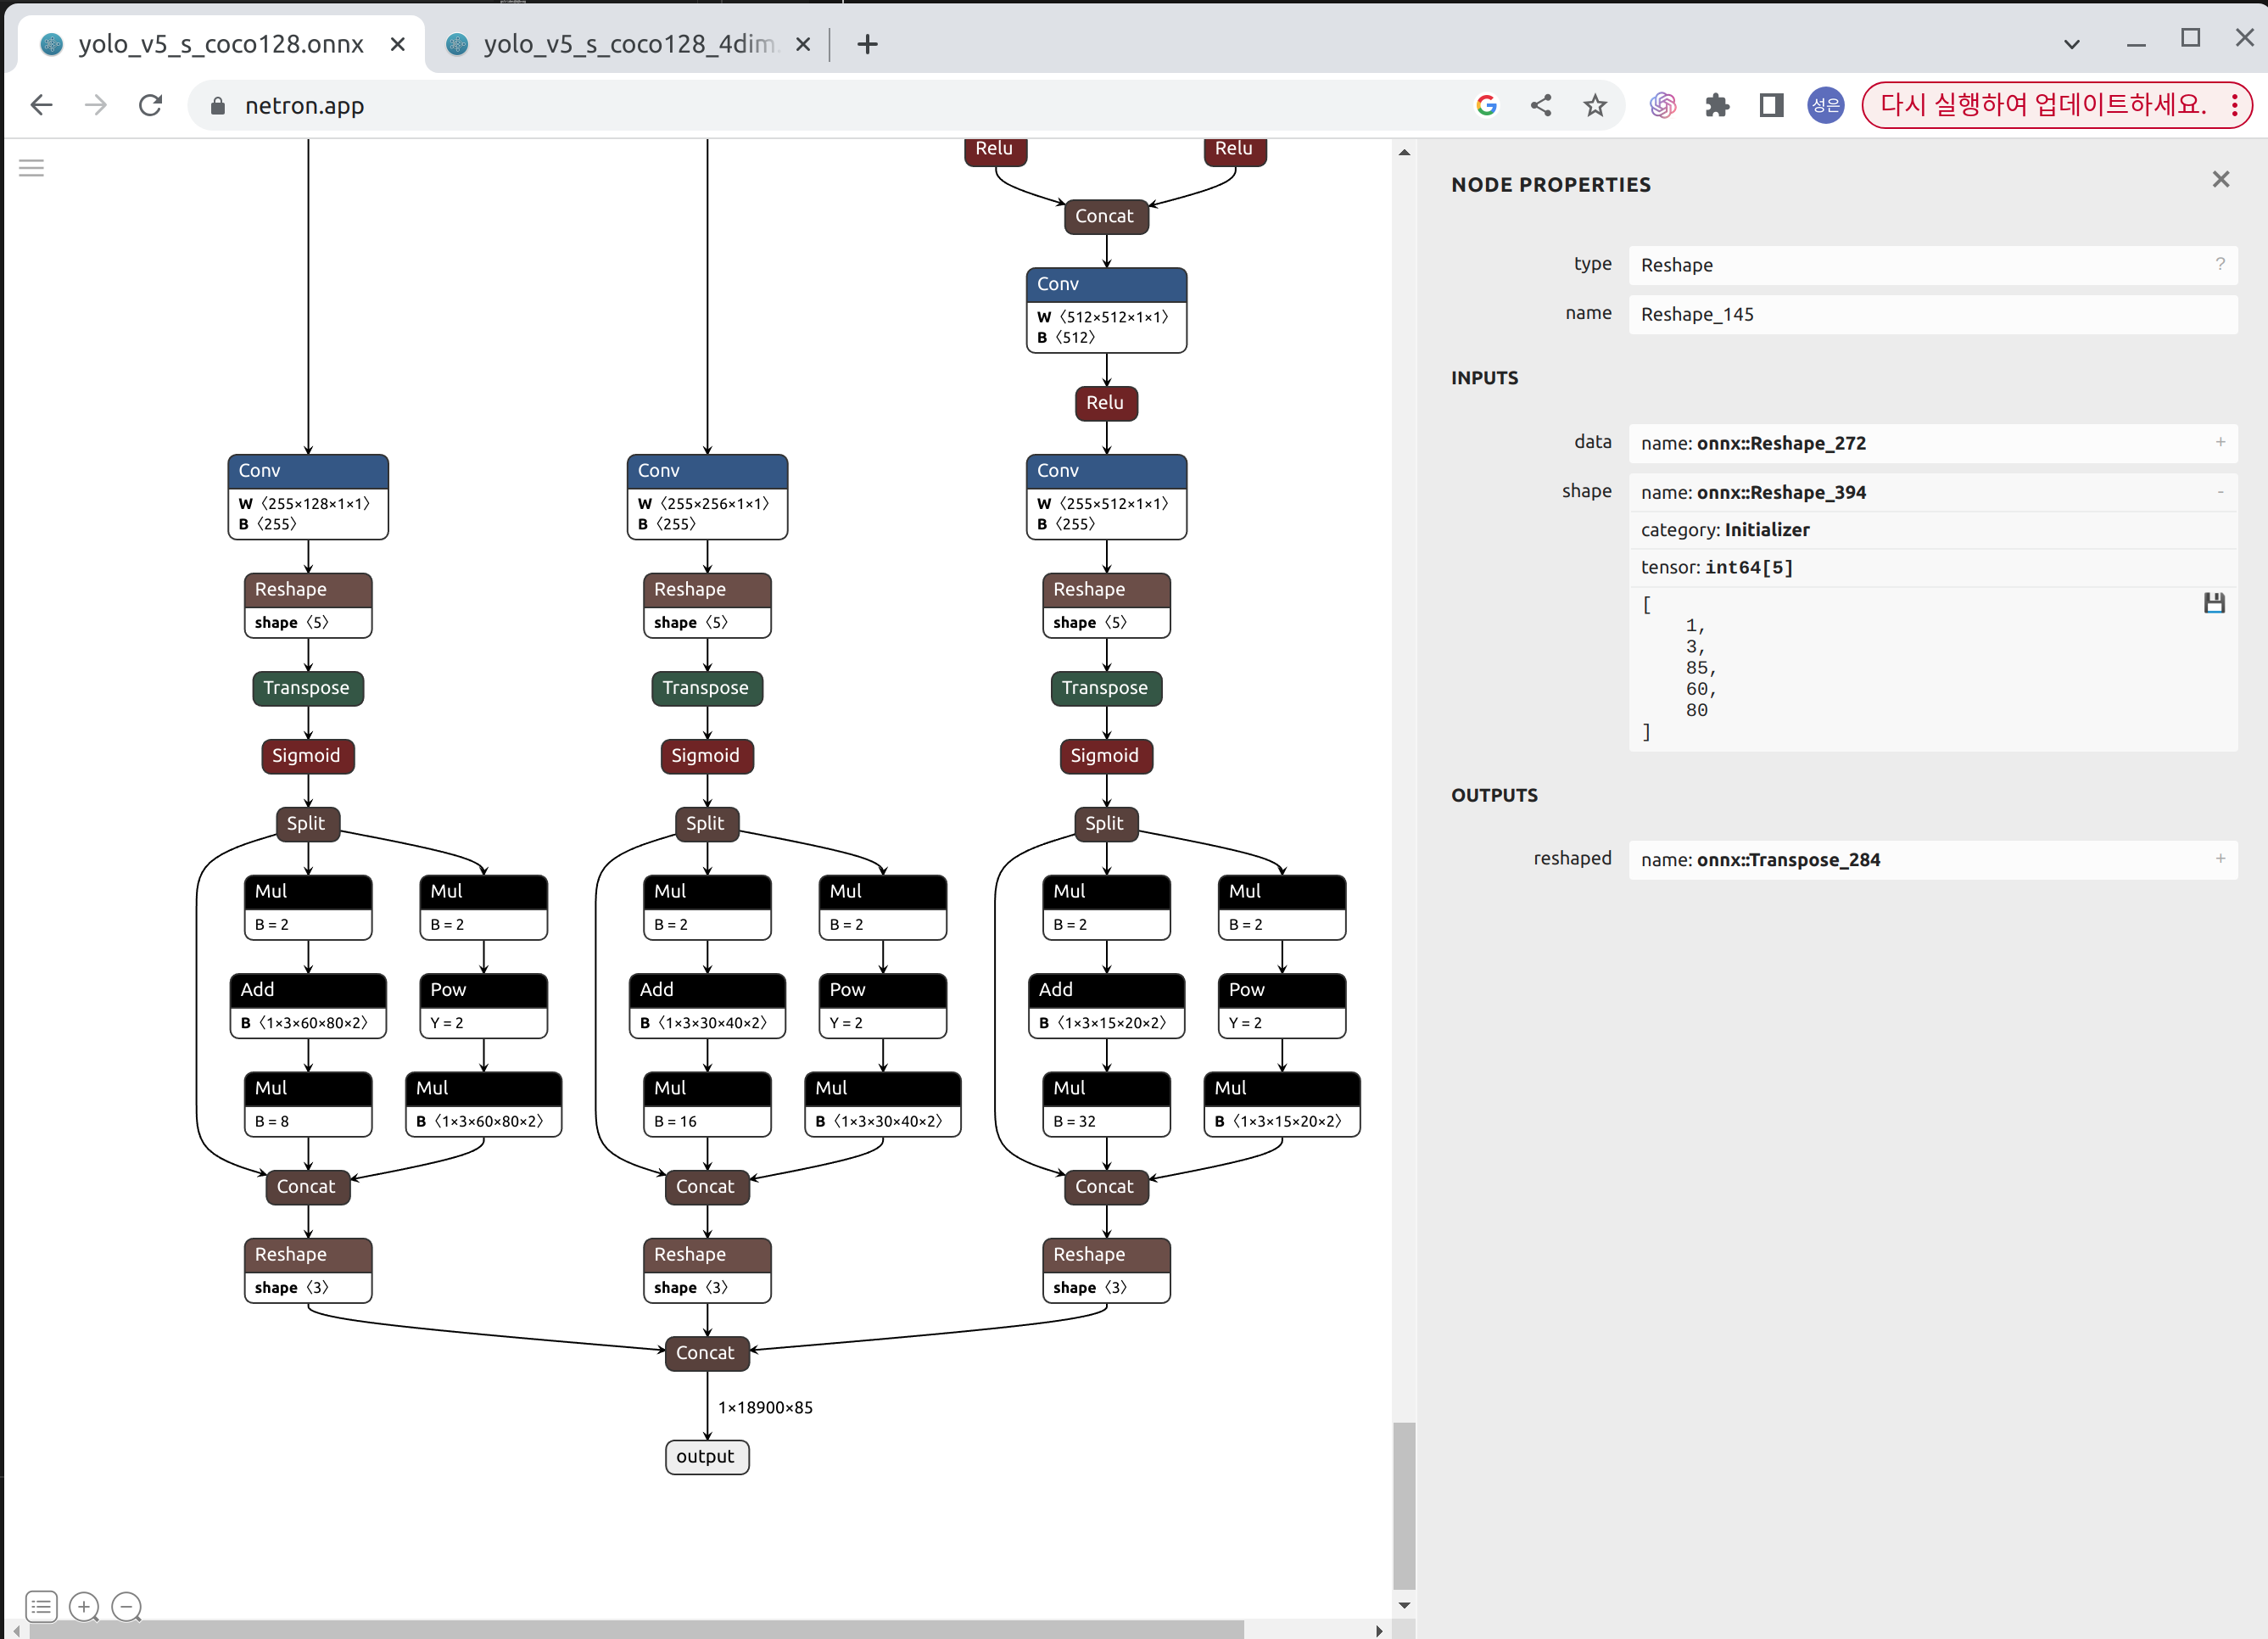 yolo_v5_s_coco128.onnx
yolo_v5_s_coco128_4dim.
netron.app
성은
다시 실행하여 업데이트하세요.
Relu Relu
Concat
Conv
W 〈512×512×1×1〉
B 〈512〉
Relu
Conv Conv Conv
W 〈255×128×1×1〉 W 〈255×256×1×1〉 W 〈255×512×1×1〉
B 〈255〉 B 〈255〉 B 〈255〉
Reshape Reshape Reshape
shape 〈5〉 shape 〈5〉 shape 〈5〉
Transpose Transpose Transpose
Sigmoid Sigmoid Sigmoid
Split Split Split
Mul Mul Mul Mul Mul Mul
B = 2 B = 2 B = 2 B = 2 B = 2 B = 2
Add Pow Add Pow Add Pow
B 〈1×3×60×80×2〉 Y = 2 B 〈1×3×30×40×2〉 Y = 2 B 〈1×3×15×20×2〉 Y = 2
Mul Mul Mul Mul Mul Mul
B = 8 B 〈1×3×60×80×2〉 B = 16 B 〈1×3×30×40×2〉 B = 32 B 〈1×3×15×20×2〉
Concat Concat Concat
Reshape Reshape Reshape
shape 〈3〉 shape 〈3〉 shape 〈3〉
Concat
1×18900×85
output
NODE PROPERTIES
type Reshape ?
name Reshape_145
INPUTS
data name: onnx::Reshape_272 +
shape name: onnx::Reshape_394 -
category: Initializer
tensor: int64[5]
[
1,
3,
85,
60,
80
]
OUTPUTS
reshaped name: onnx::Transpose_284 +